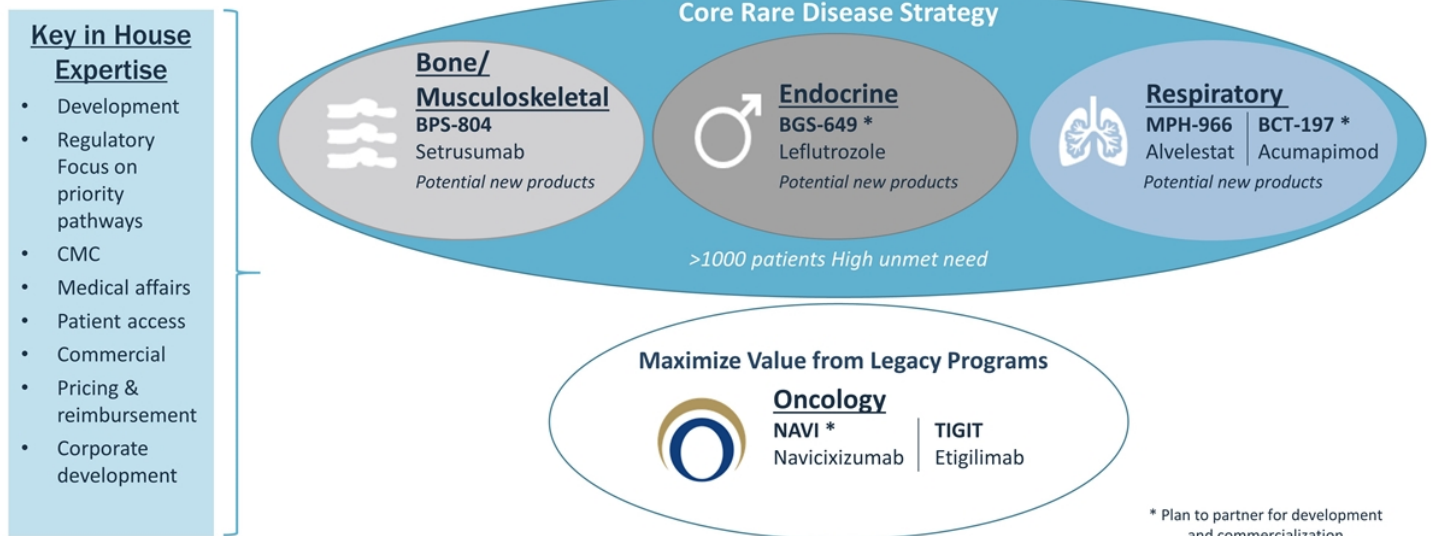 Key in House
Expertise
• Development
• Regulatory
Focus on
priority
pathways
• CMC
• Medical affairs
• Patient access
• Commercial
• Pricing &
reimbursement
• Corporate
development
Core Rare Disease Strategy
Bone/
Musculoskeletal
BPS-804
Setrusumab
Potential new products
Endocrine
BGS-649 *
Leflutrozole
Potential new products
Respiratory
MPH-966 BCT-197 *
Alvelestat Acumapimod
Potential new products
>1000 patients High unmet need
Maximize Value from Legacy Programs
Oncology
NAVI * TIGIT
Navicixizumab Etigilimab
* Plan to partner for development
and commercialization